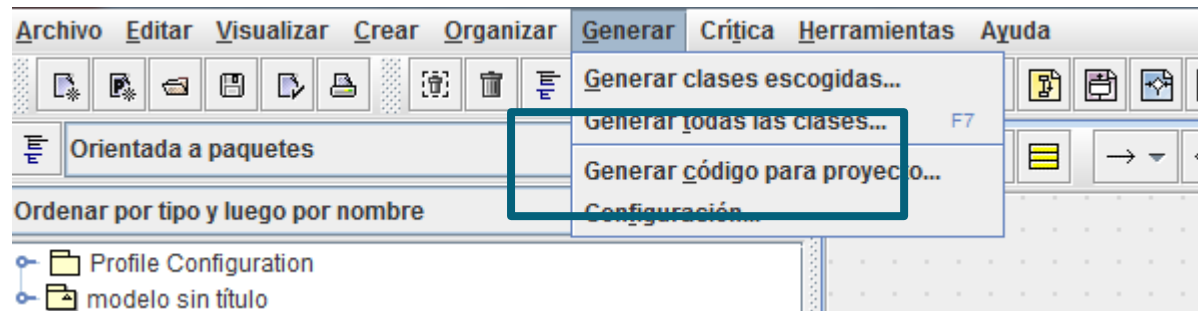 Archivo Editar Visualizar Crear Organizar Generar Crítica Herramientas Ayuda
Generar clases escogidas...
Generar todas las clases... F7
Orientada a paquetes
Generar código para proyecto...
Ordenar por tipo y luego por nombre
Configuración...
Profile Configuration
modelo sin título